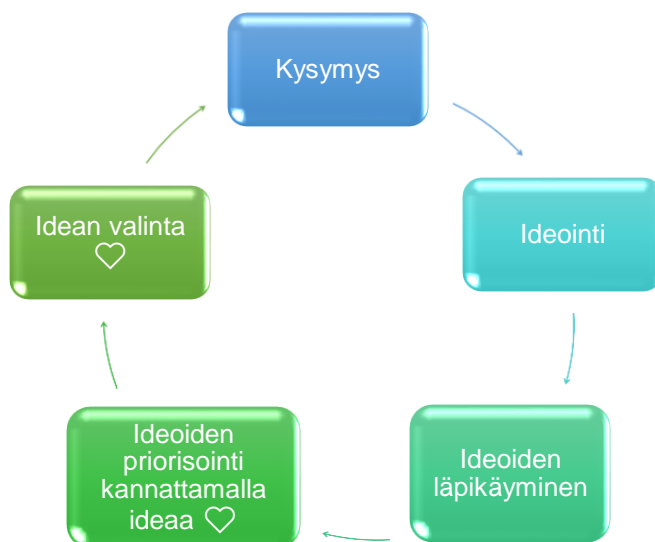 Kysymys
Ideointi
Ideoiden
läpikäyminen
Ideoiden
priorisointi
kannattamalla
ideaa ♡
Idean valinta
♡